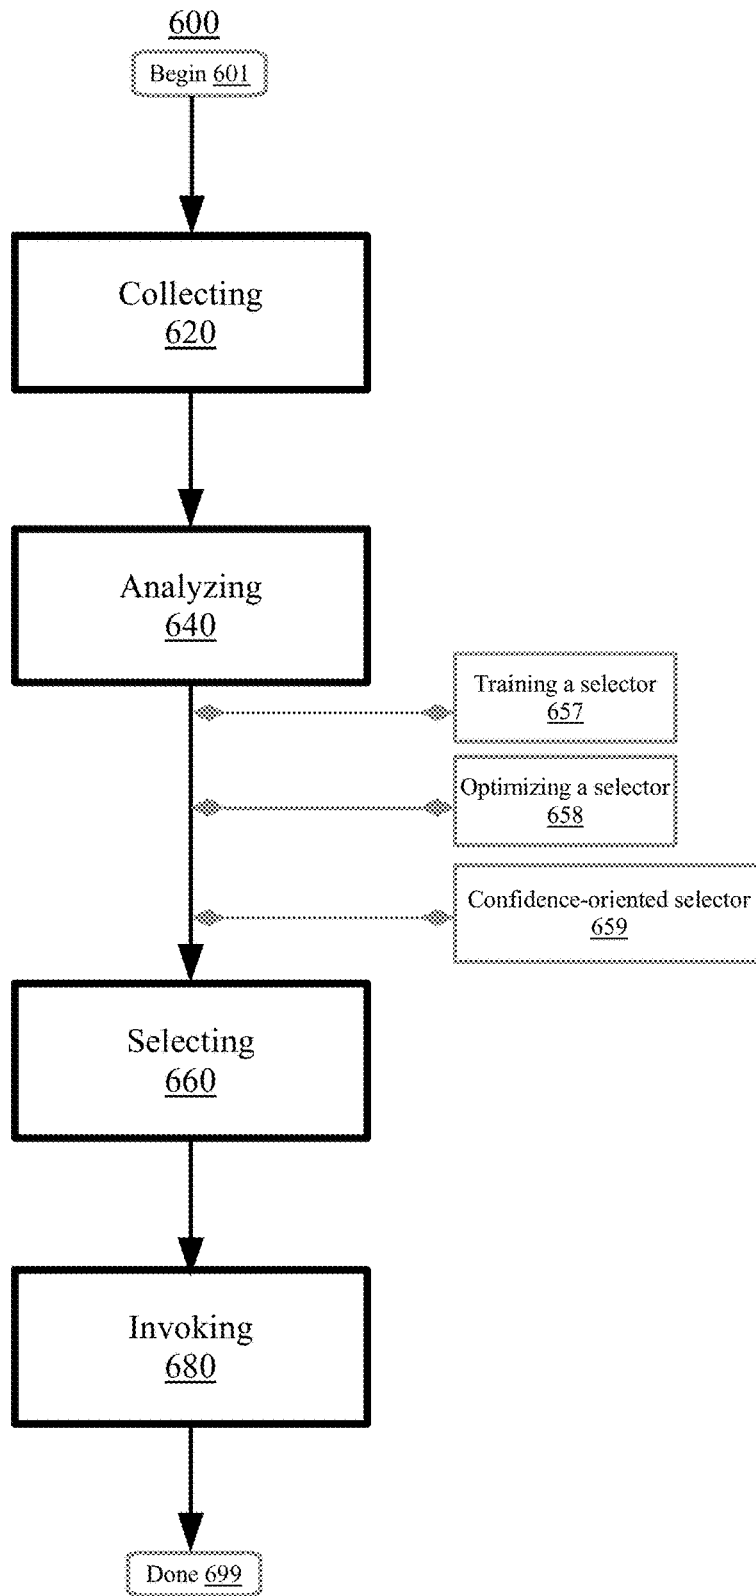 600
Begin 601
Collecting
620
Analyzing
640
Training a selector
657
Optimizing a selector
658
Confidence-oriented selector
659
Selecting
660
Invoking
680
Done 699